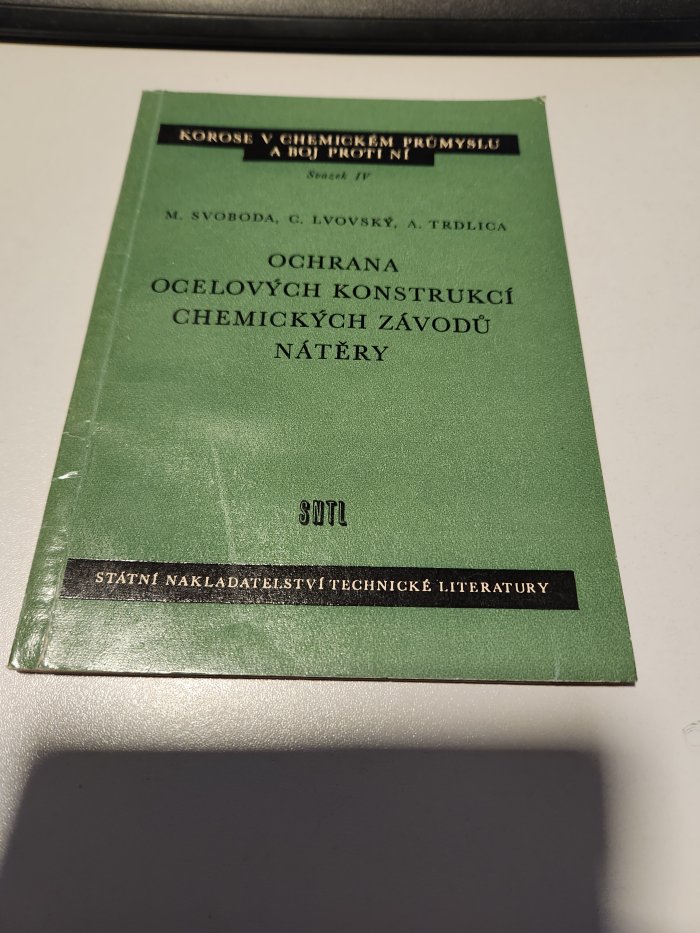 KOROSE V CHEMICKÉM PRŮMYSLU
A BOJ PROTI NÍ
Svazek IV
M. SVOBODA, C. LVOVSKÝ, A. TRDLICA
OCHRANA
OCELOVÝCH KONSTRUKCÍ
CHEMICKÝCH ZÁVODŮ
NÁTĚRY
SNTL
STÁTNÍ NAKLADATELSTVÍ TECHNICKÉ LITERATURY